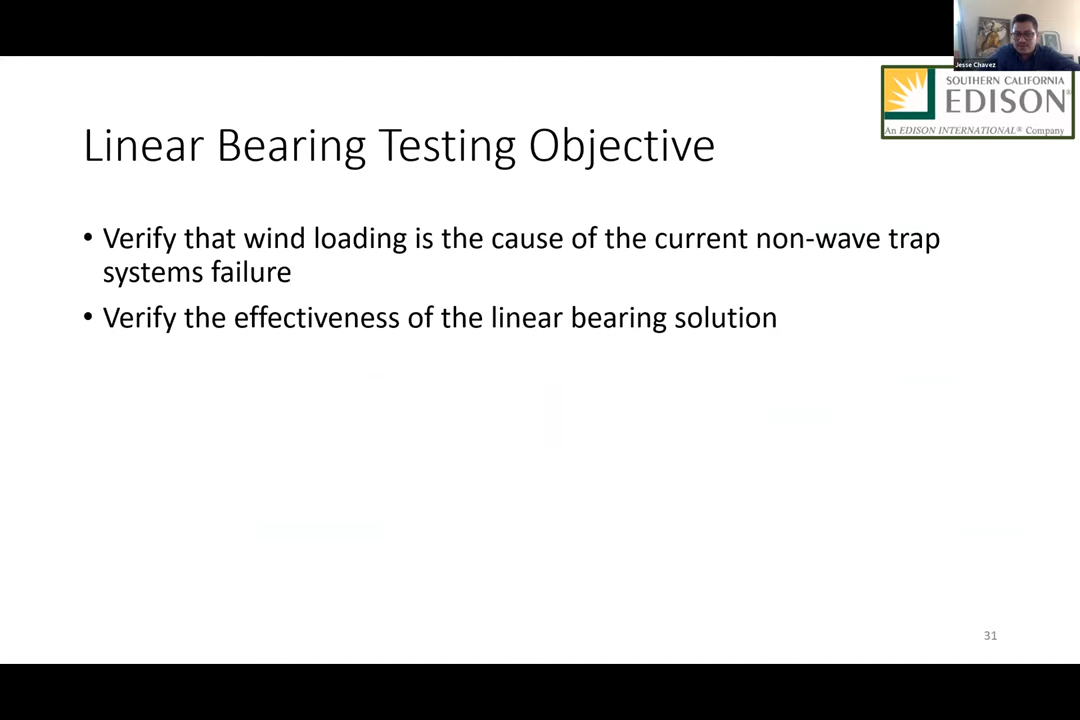 Jesse Chavez
SOUTHERN CALIFORNIA
EDISON®
An EDISON INTERNATIONAL® Company
Linear Bearing Testing Objective
• Verify that wind loading is the cause of the current non-wave trap
systems failure
• Verify the effectiveness of the linear bearing solution
31